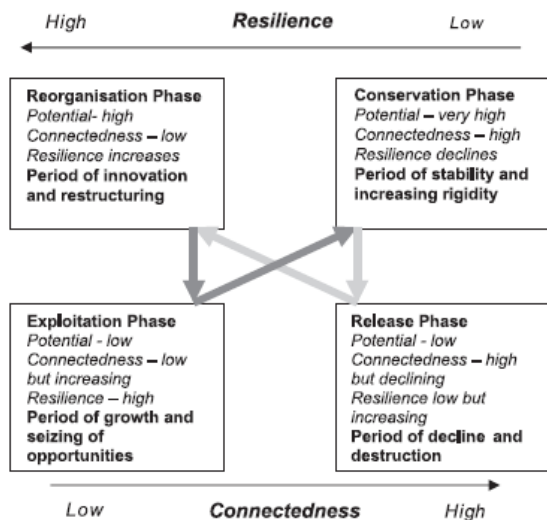 High Resilience Low
Reorganisation Phase
Potential- high
Connectedness – low
Resilience increases
Period of innovation
and restructuring
Conservation Phase
Potential – very high
Connectedness – high
Resilience declines
Period of stability and
increasing rigidity
Exploitation Phase
Potential - low
Connectedness – low
but increasing
Resilience – high
Period of growth and
seizing of
opportunities
Release Phase
Potential - low
Connectedness – high
but declining
Resilience low but
increasing
Period of decline and
destruction
Low Connectedness High